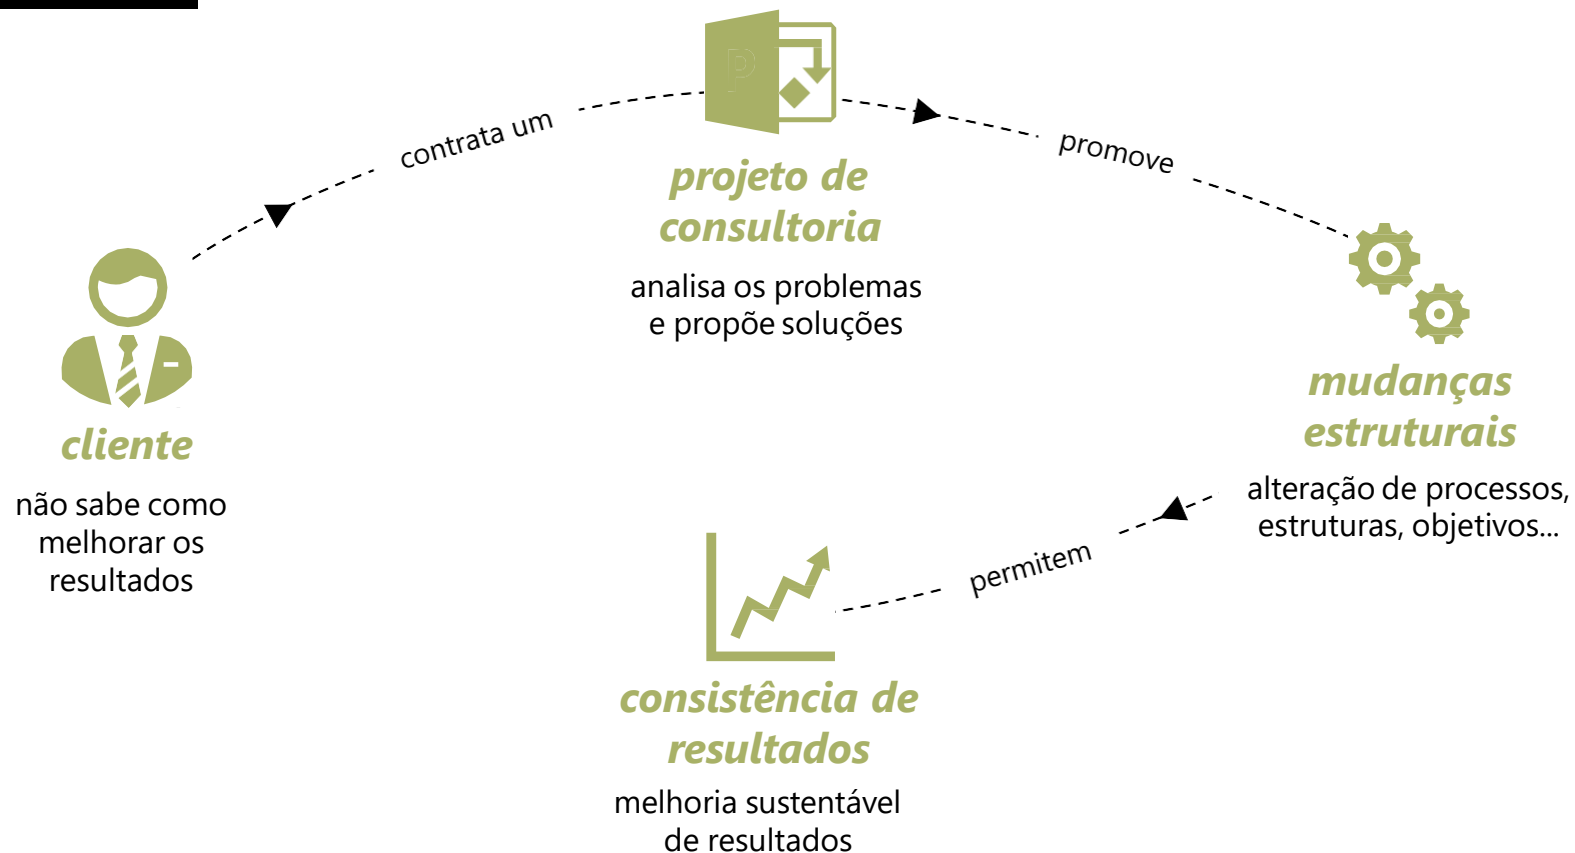 contrata um
P
projeto de
consultoria
analisa os problemas
e propõe soluções
promove
mudanças
estruturais
alteração de processos,
estruturas, objetivos...
cliente
não sabe como
melhorar os
resultados
permitem
consistência de
resultados
melhoria sustentável
de resultados